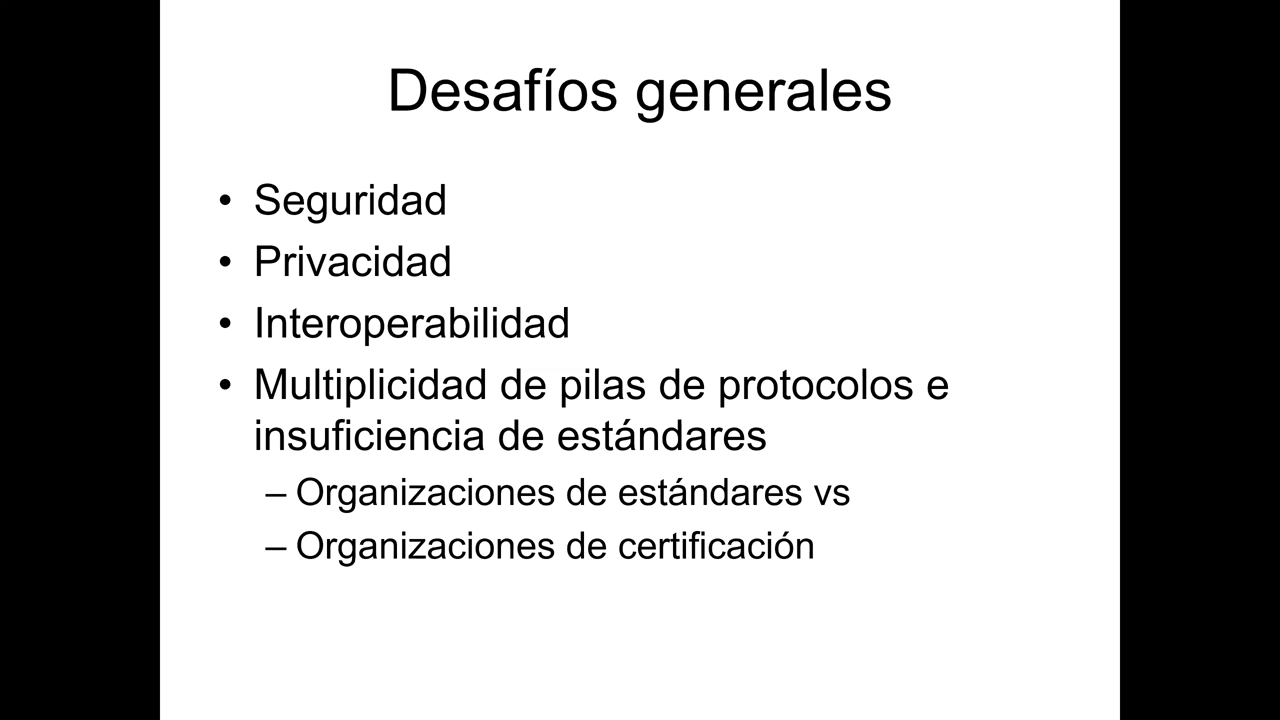 Desafíos generales
• Seguridad
• Privacidad
• Interoperabilidad
• Multiplicidad de pilas de protocolos e
insuficiencia de estándares
– Organizaciones de estándares vs
– Organizaciones de certificación